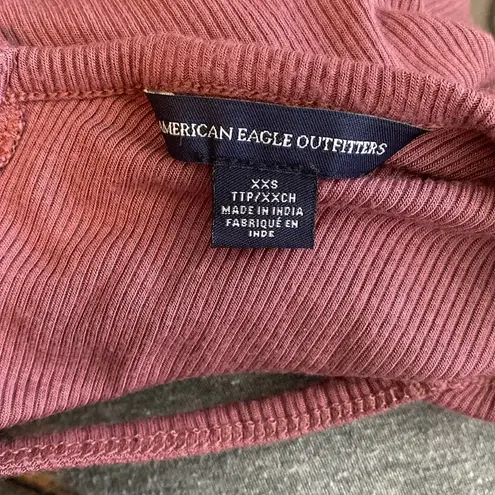 AMERICAN EAGLE OUTFITTERS
XXS
TTP/XXCH
MADE IN INDIA
FABRIQUÉ EN
INDE